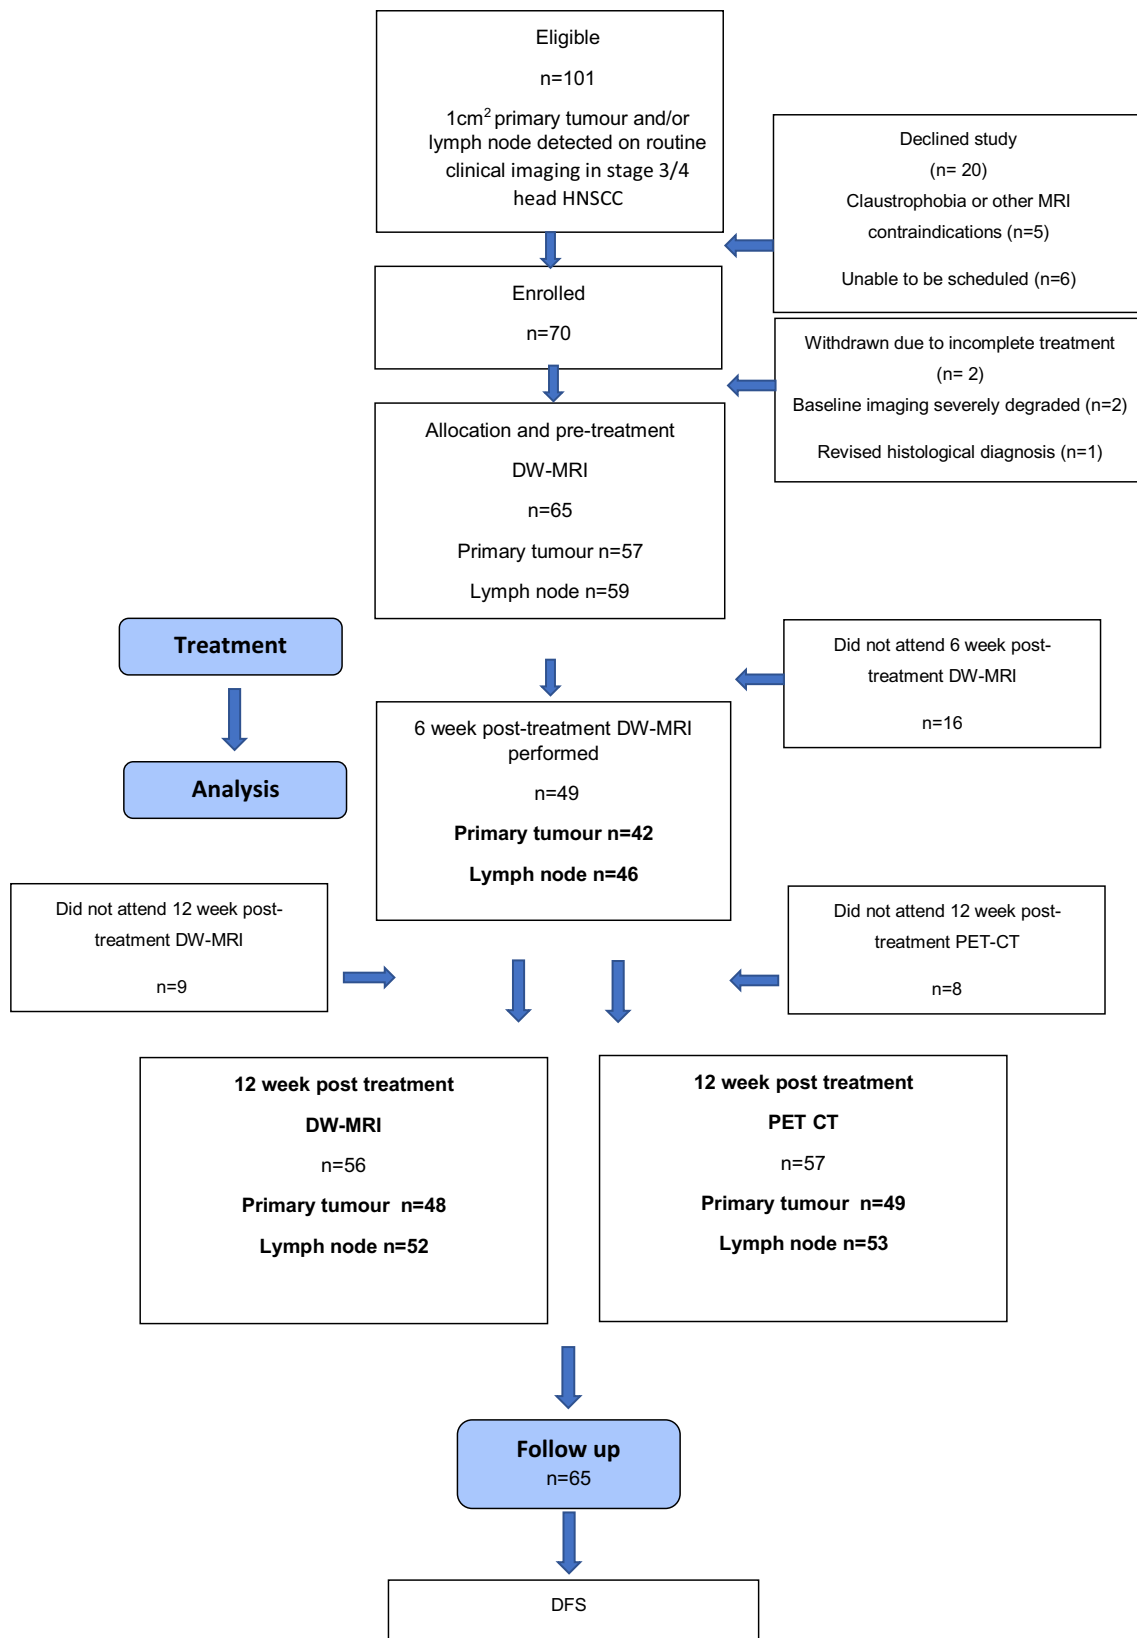 Eligible
n=101
1cm² primary tumour and/or
lymph node detected on routine
clinical imaging in stage 3/4
head HNSCC
Declined study
(n= 20)
Claustrophobia or other MRI
contraindications (n=5)
Unable to be scheduled (n=6)
Enrolled
n=70
Withdrawn due to incomplete treatment
(n= 2)
Baseline imaging severely degraded (n=2)
Revised histological diagnosis (n=1)
Allocation and pre-treatment
DW-MRI
n=65
Primary tumour n=57
Lymph node n=59
Treatment
Did not attend 6 week post-
treatment DW-MRI
n=16
Analysis
6 week post-treatment DW-MRI
performed
n=49
Primary tumour n=42
Lymph node n=46
Did not attend 12 week post-
treatment DW-MRI
n=9
Did not attend 12 week post-
treatment PET-CT
n=8
12 week post treatment
DW-MRI
n=56
Primary tumour n=48
Lymph node n=52
12 week post treatment
PET CT
n=57
Primary tumour n=49
Lymph node n=53
Follow up
n=65
DFS